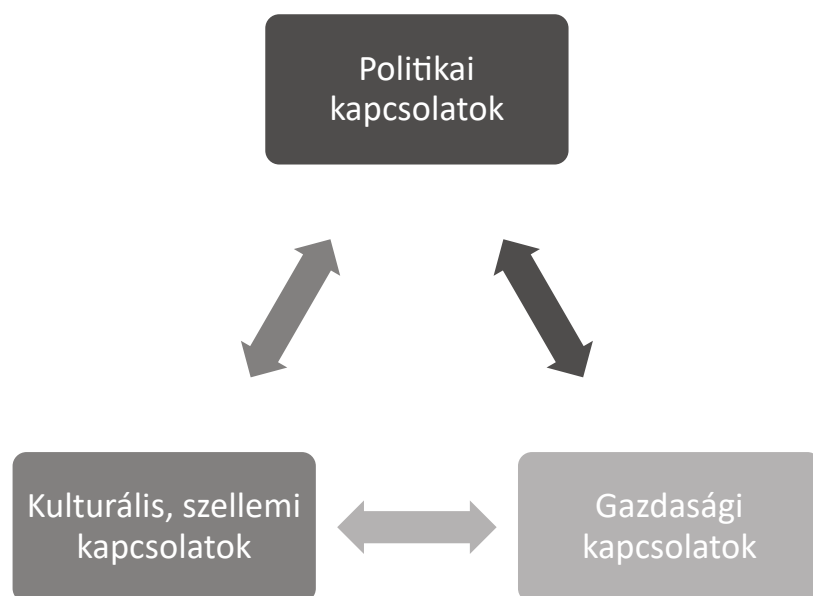 Politikai
kapcsolatok
Kulturális, szellemi
kapcsolatok
Gazdasági
kapcsolatok